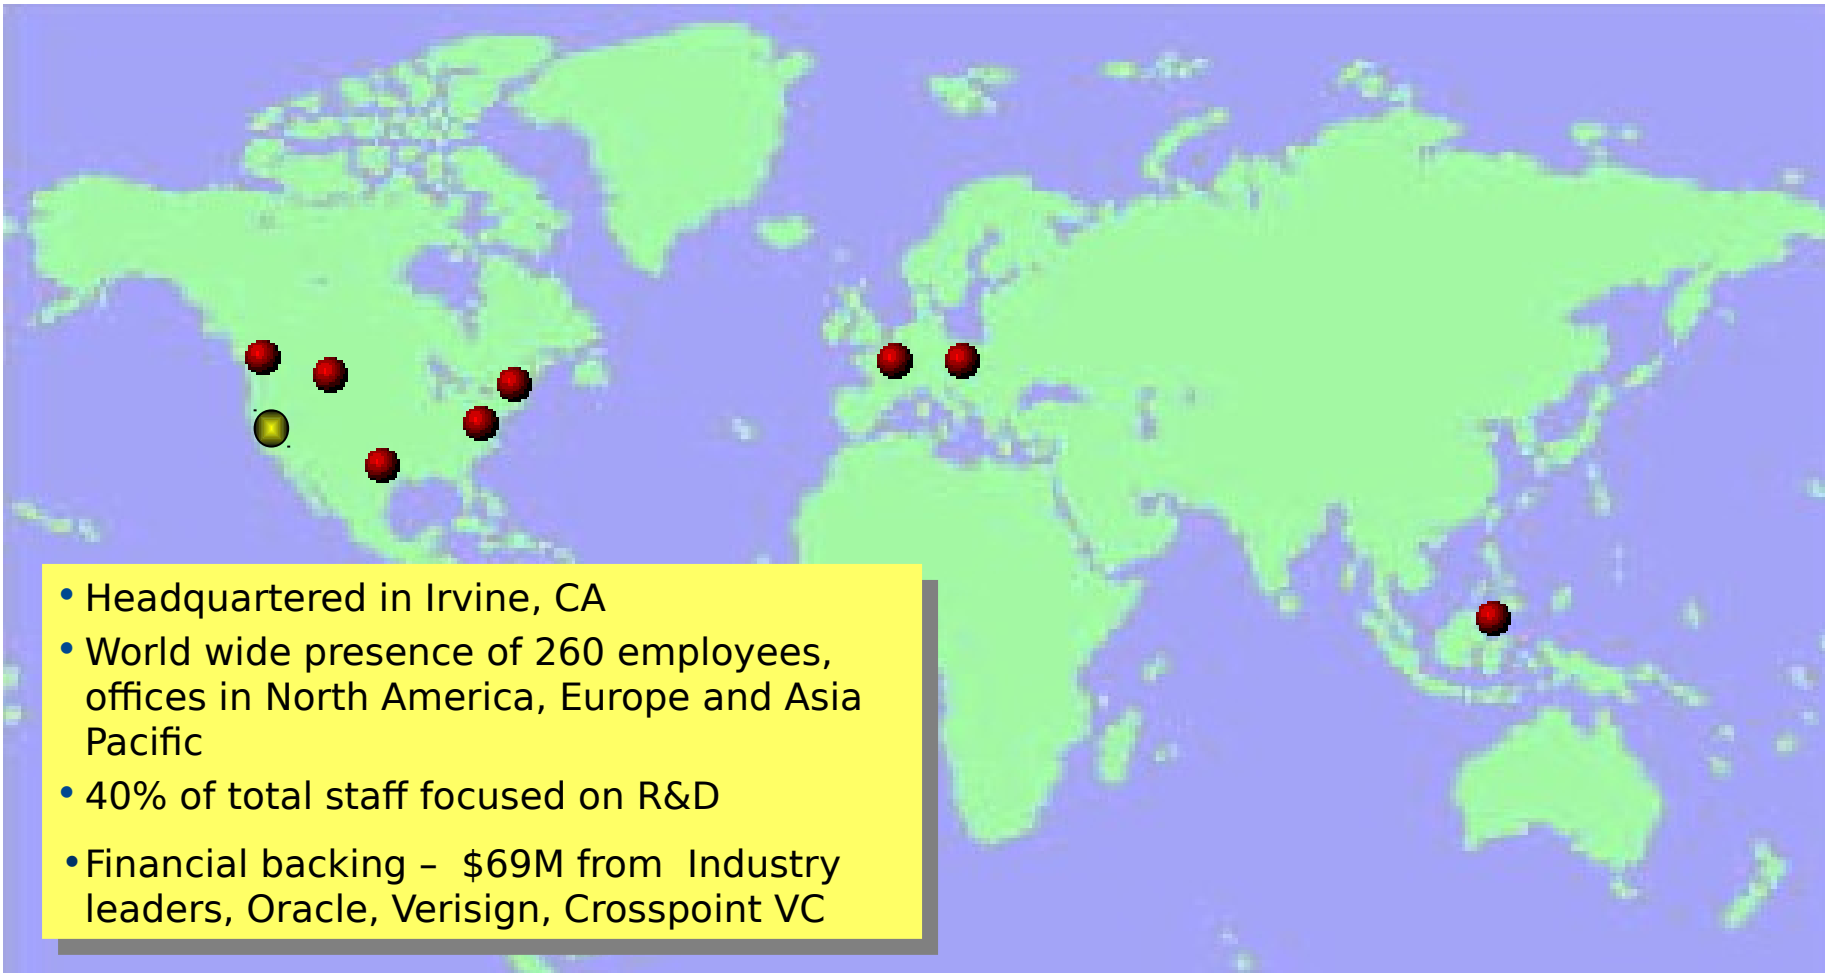 • Headquartered in Irvine, CA
• World wide presence of 260 employees,
offices in North America, Europe and Asia
Pacific
• 40% of total staff focused on R&D
• Financial backing –  $69M from  Industry
leaders, Oracle, Verisign, Crosspoint VC